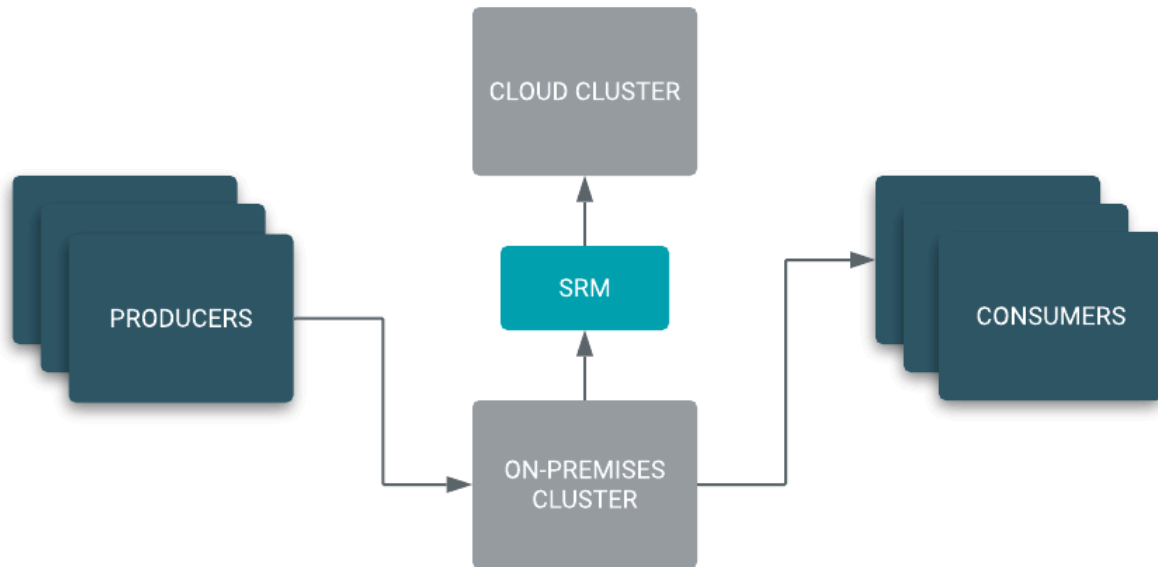 CLOUD CLUSTER
SRM
PRODUCERS
CONSUMERS
ON-PREMISES
CLUSTER